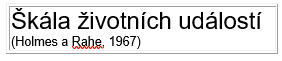 Škála životních událostí
(Holmes a Rahe, 1967)